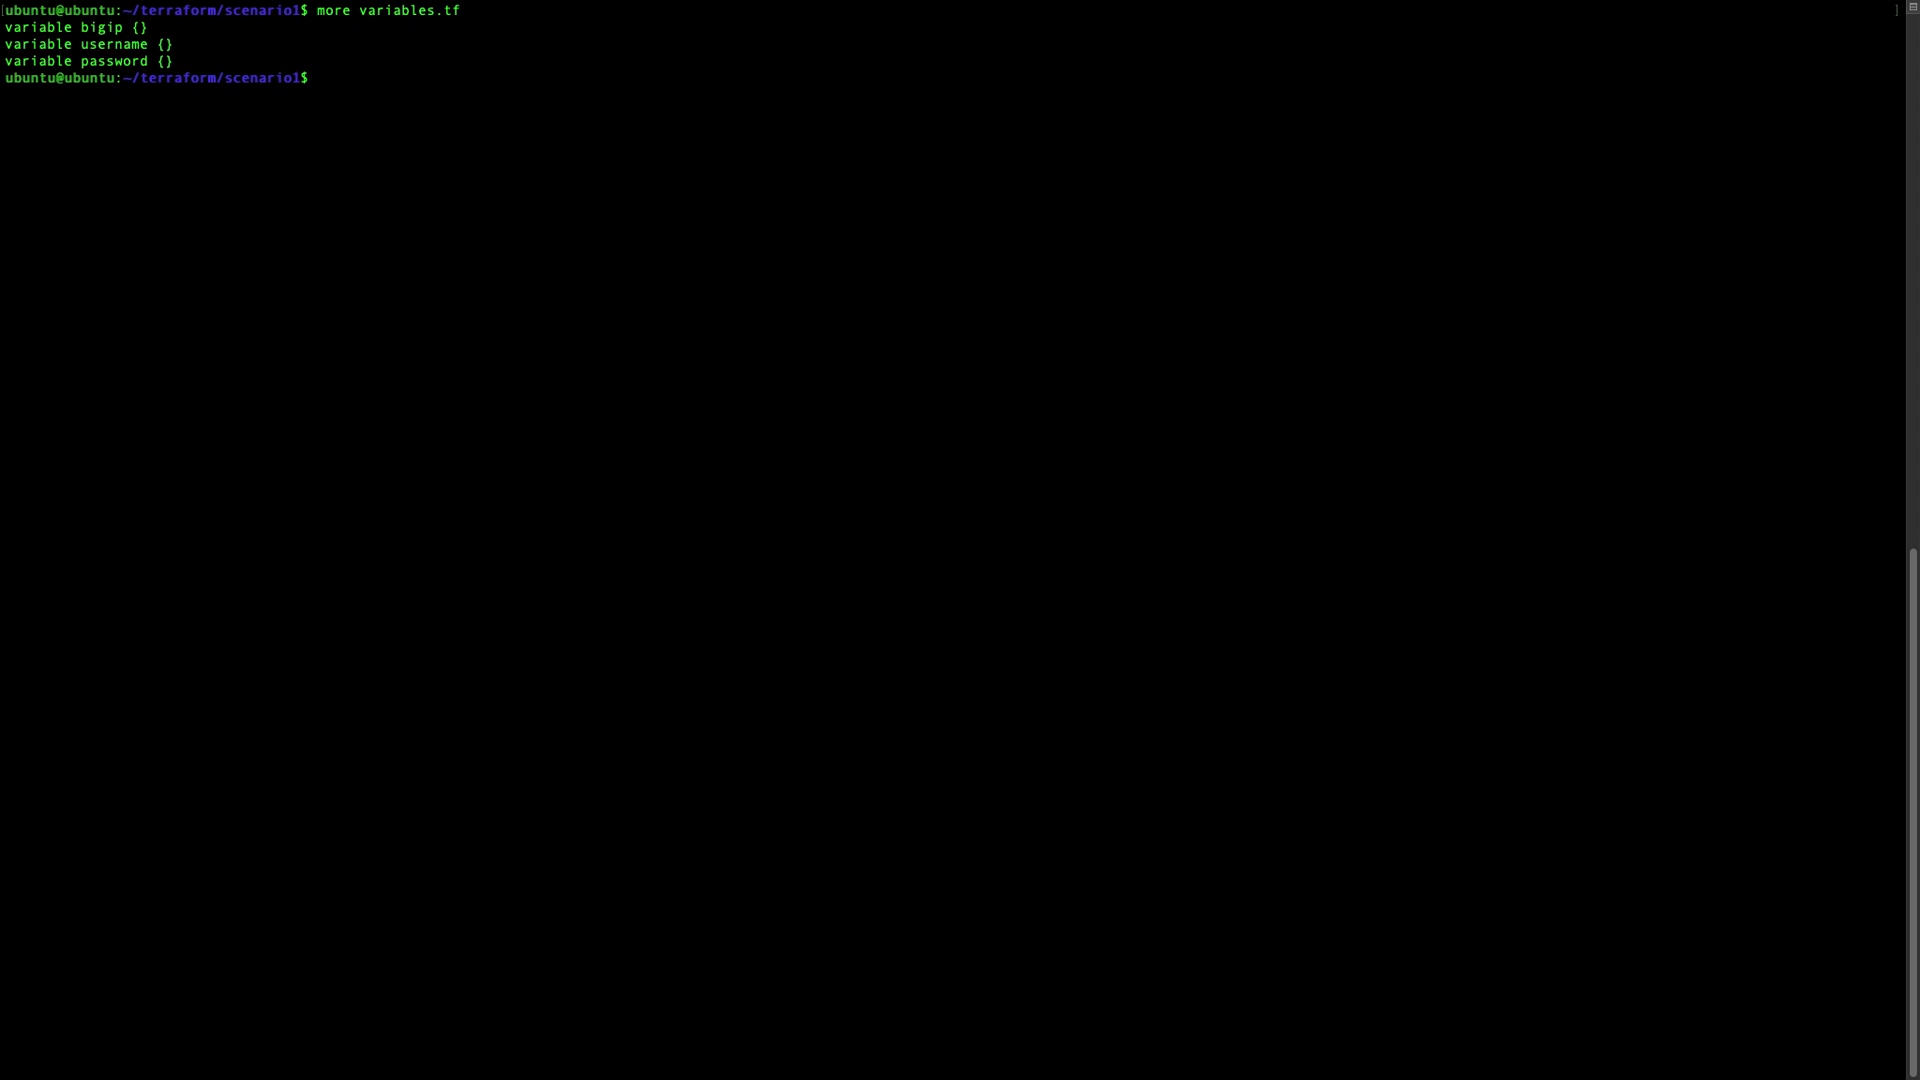 ubuntu@ubuntu:~/terraform/scenario1$ more variables.tf
variable bigip {}
variable username {}
variable password {}
ubuntu@ubuntu:~/terraform/scenario1$